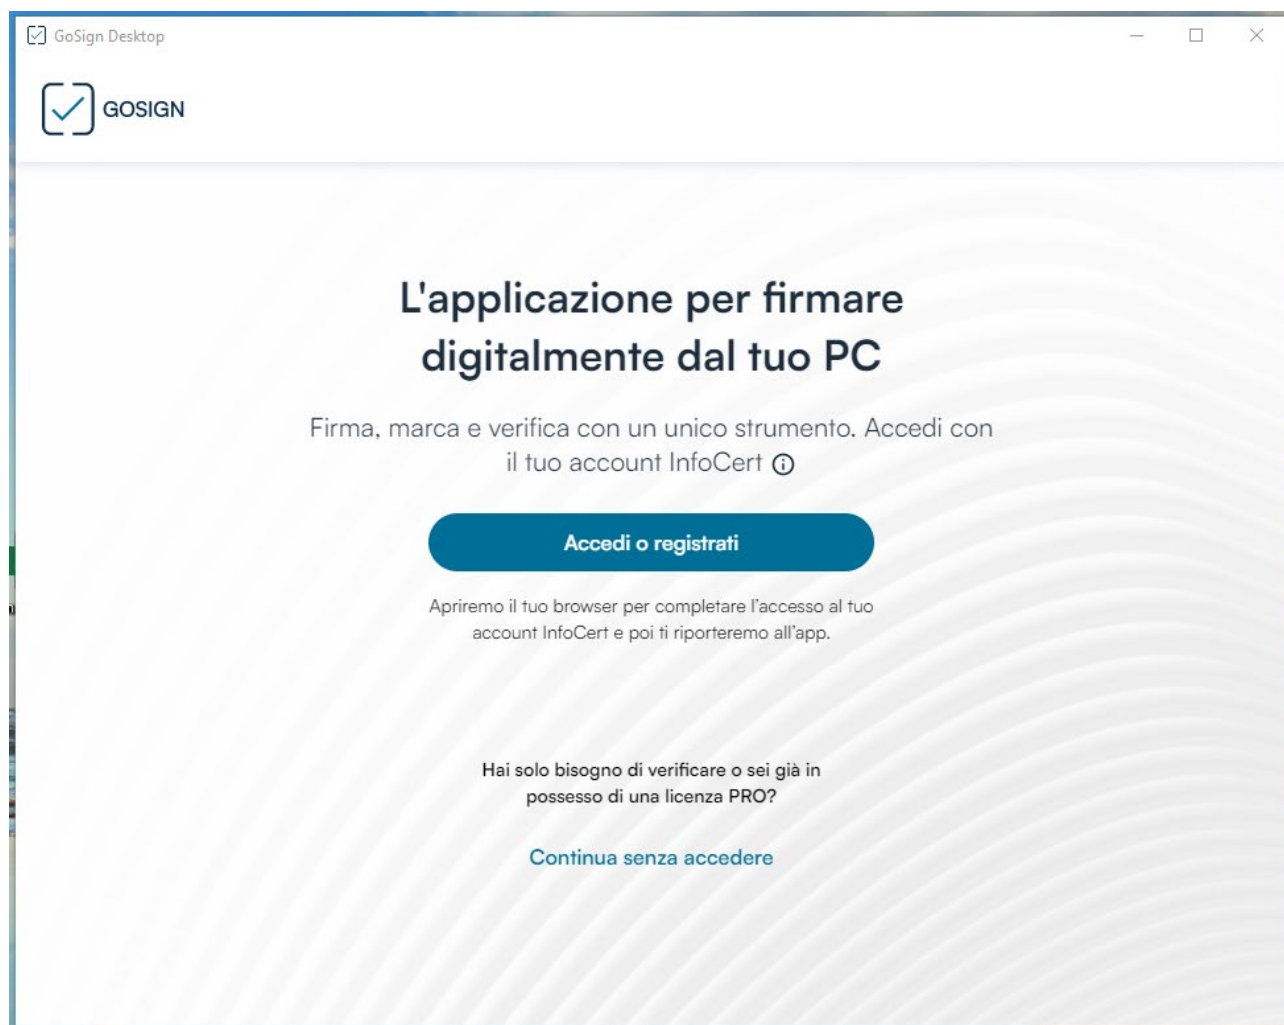 GoSign Desktop
GOSIGN
L'applicazione per firmare
digitalmente dal tuo PC
Firma, marca e verifica con un unico strumento. Accedi con
il tuo account InfoCert
Accedi o registrati
Apriremo il tuo browser per completare l'accesso al tuo
account InfoCert e poi ti riporteremo all'app.
Hai solo bisogno di verificare o sei già in
possesso di una licenza PRO?
Continua senza accedere